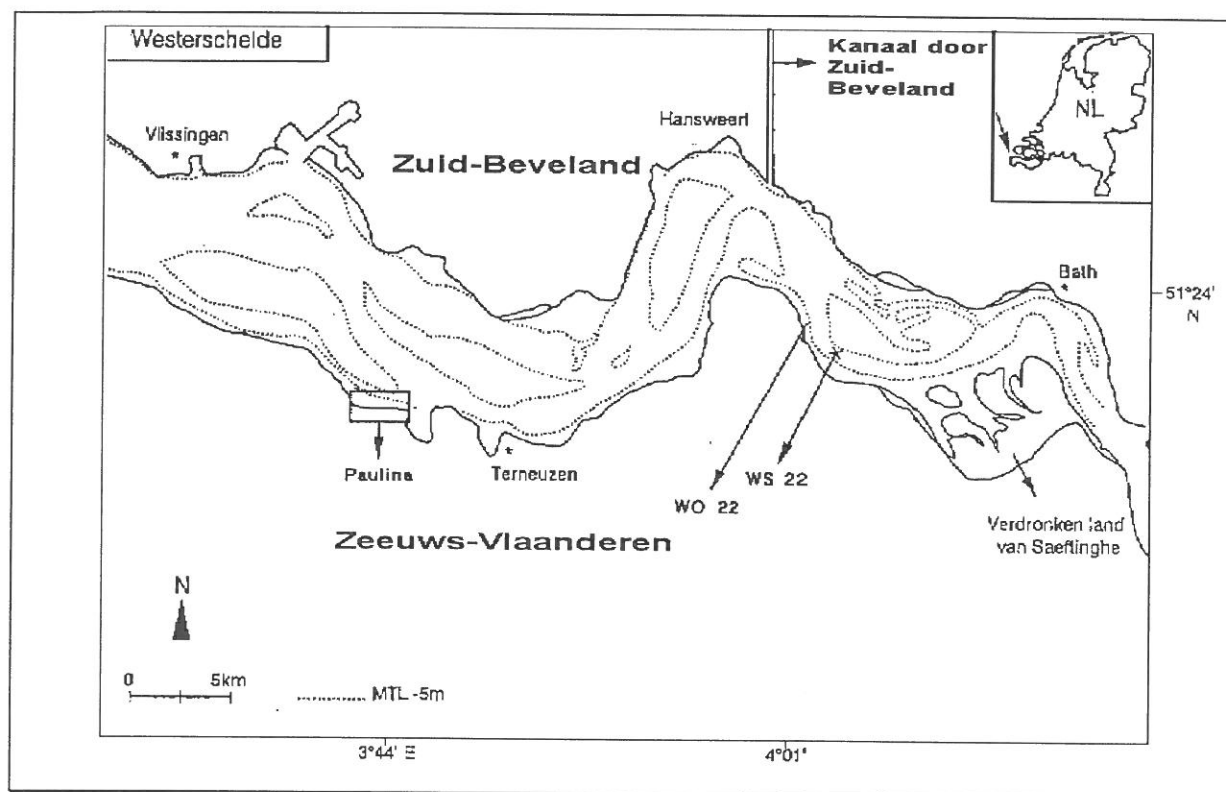 Westerschelde
Kanaal door
Zuid-
Beveland
NL
Vlissingen
Hansweert
Zuid-Beveland
Bath
51°24'
N
Paulina
Terneuzen
WS 22
WO 22
Verdronken land
van Saeftinghe
Zeeuws-Vlaanderen
N
0 5km
MTL -5m
3°44' E
4°01'